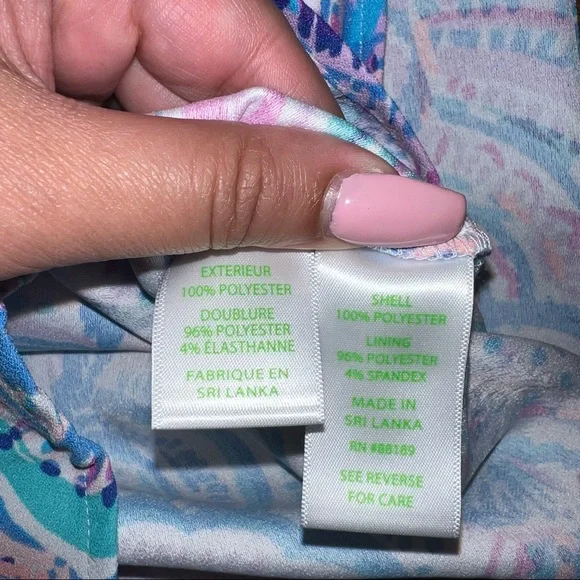 EXTERIEUR
100% POLYESTER
DOUBLURE
96% POLYESTER
4% ÉLASTHANNE
FABRIQUE EN
SRI LANKA
SHELL
100% POLYESTER
LINING
96% POLYESTER
4% SPANDEX
MADE IN
SRI LANKA
RN #88189
SEE REVERSE
FOR CARE